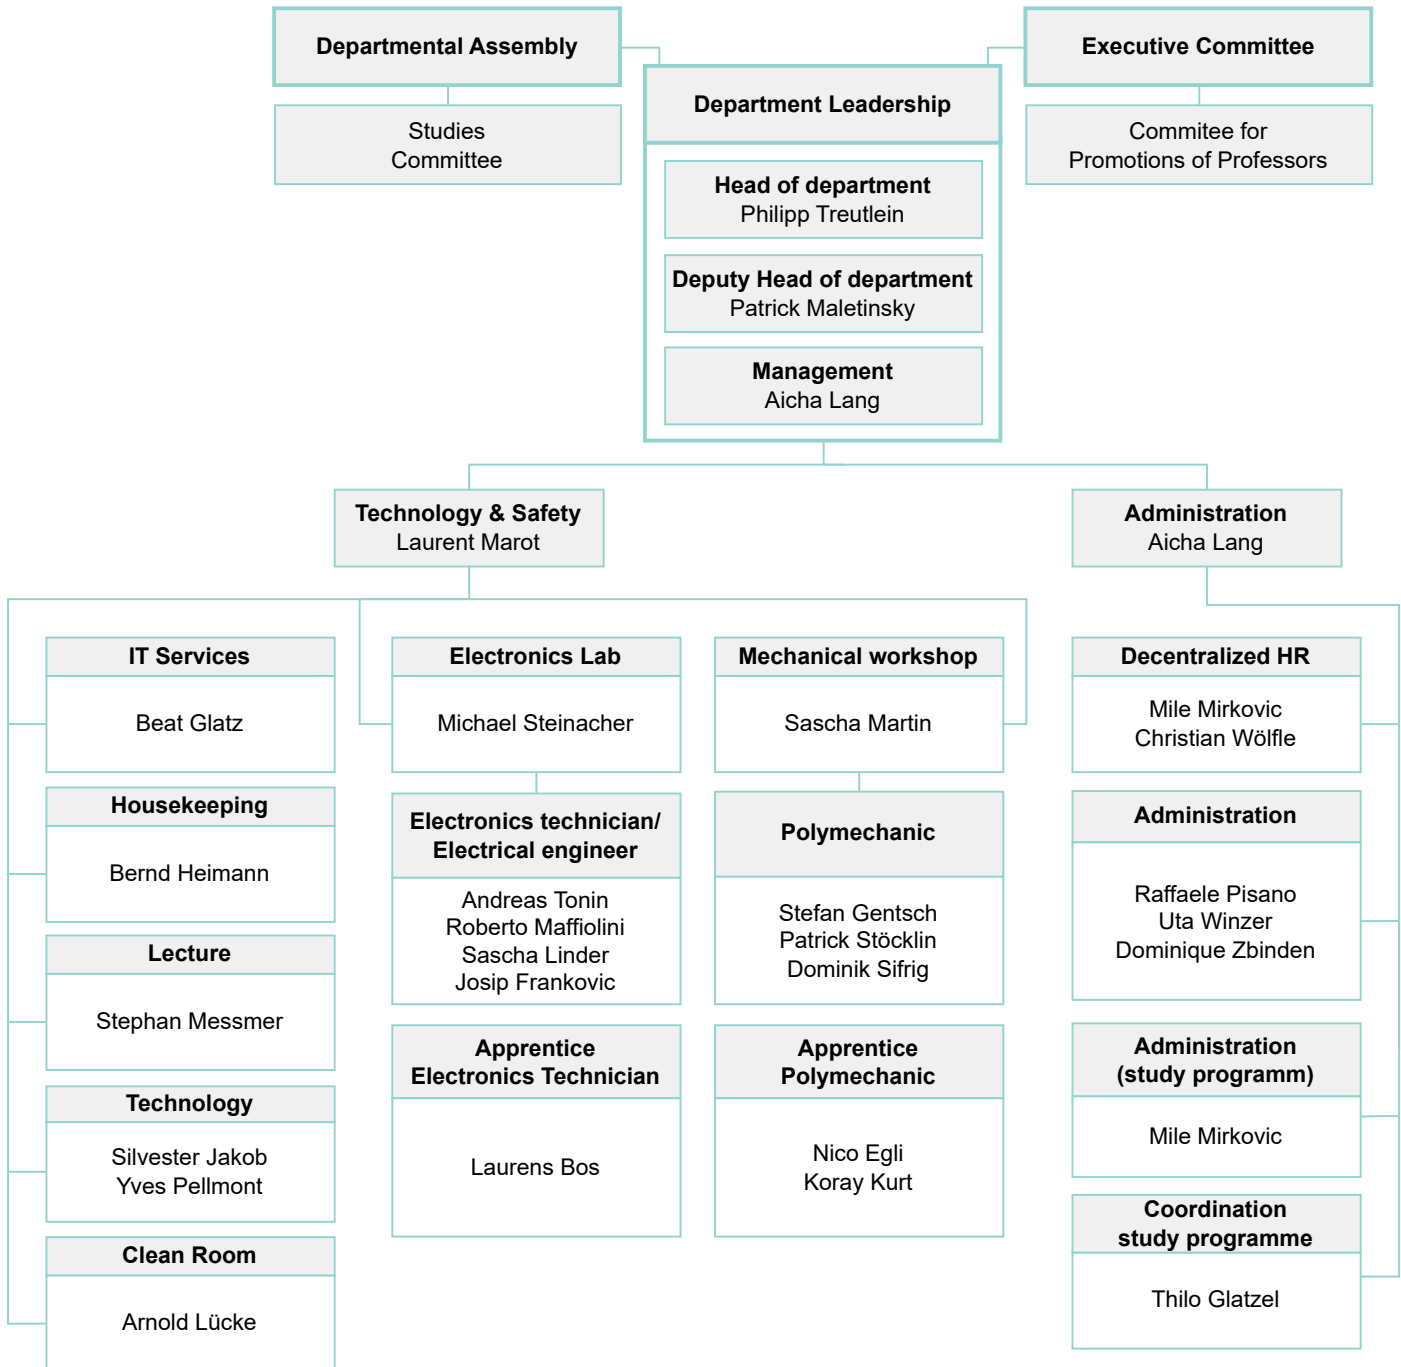 Departmental Assembly
Studies
Committee
Executive Committee
Commitee for
Promotions of Professors
Department Leadership
Head of department
Philipp Treutlein
Deputy Head of department
Patrick Maletinsky
Management
Aicha Lang
Technology & Safety
Laurent Marot
Administration
Aicha Lang
IT Services
Beat Glatz
Housekeeping
Bernd Heimann
Lecture
Stephan Messmer
Technology
Silvester Jakob
Yves Pellmont
Clean Room
Arnold Lücke
Electronics Lab
Michael Steinacher
Electronics technician/
Electrical engineer
Andreas Tonin
Roberto Maffiolini
Sascha Linder
Josip Frankovic
Apprentice
Electronics Technician
Laurens Bos
Mechanical workshop
Sascha Martin
Polymechanic
Stefan Gentsch
Patrick Stöcklin
Dominik Sifrig
Apprentice
Polymechanic
Nico Egli
Koray Kurt
Decentralized HR
Mile Mirkovic
Christian Wölfle
Administration
Raffaele Pisano
Uta Winzer
Dominique Zbinden
Administration
(study programm)
Mile Mirkovic
Coordination
study programme
Thilo Glatzel